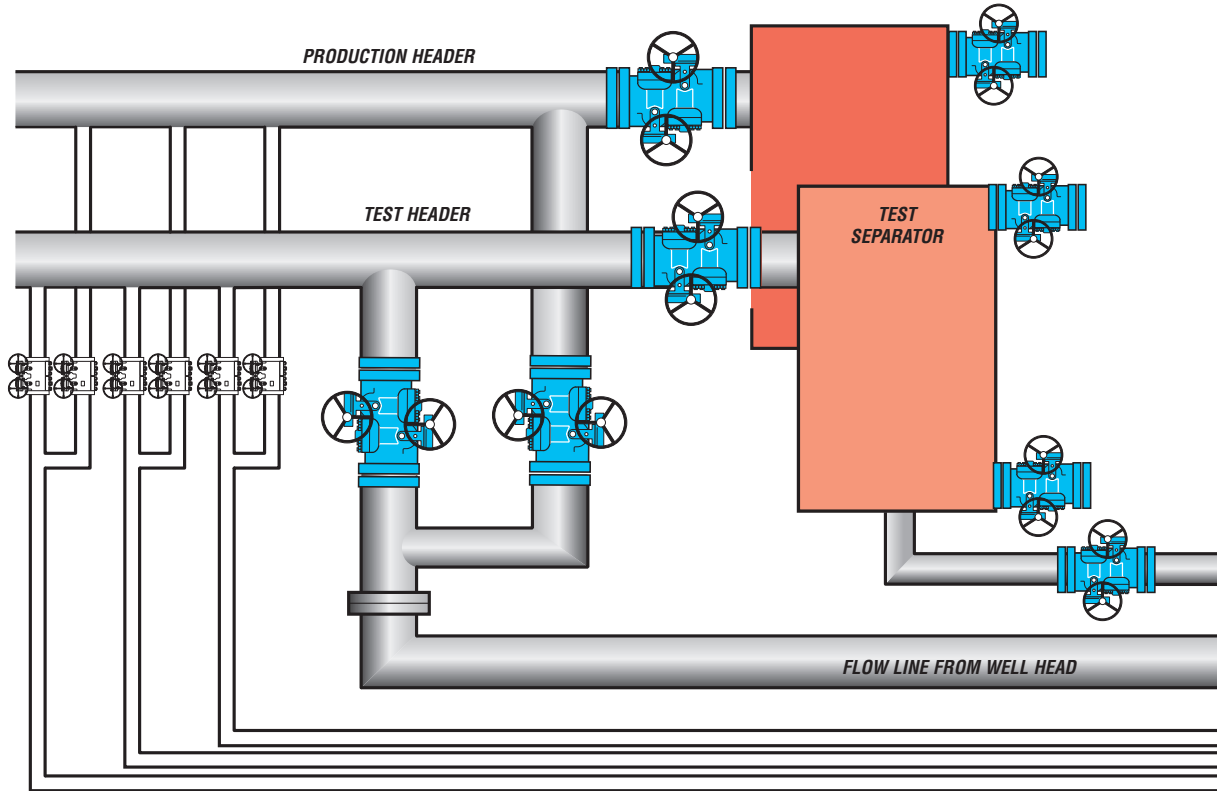 PRODUCTION HEADER
TEST HEADER
TEST
SEPARATOR
FLOW LINE FROM WELL HEAD